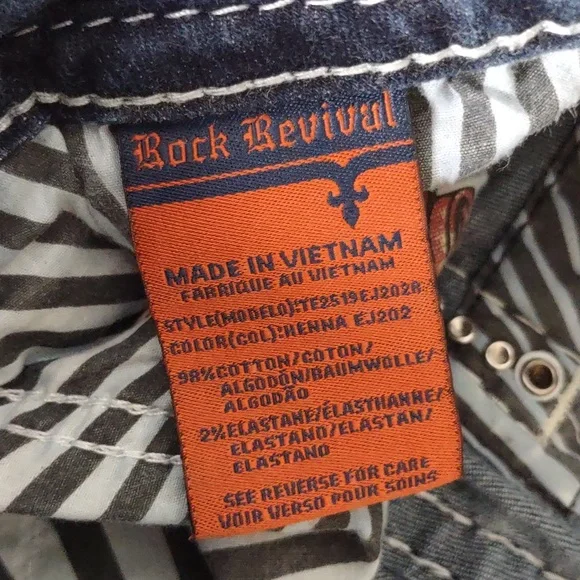 Rock Revival
MADE IN VIETNAM
FABRIQUE AU VIETNAM
STYLE(MODELO):TE2519EJ202R
COLOR(COL):HENNA EJ202
98%COTTON/COTON/
ALGODÓN/BAUMWOLLE/
ALGODÃO
2%ELASTANE/ÉLASTHANNE/
ELASTANO/ELASTAN/
ELASTANO
SEE REVERSE FOR CARE
VOIR VERSO POUR SOINS